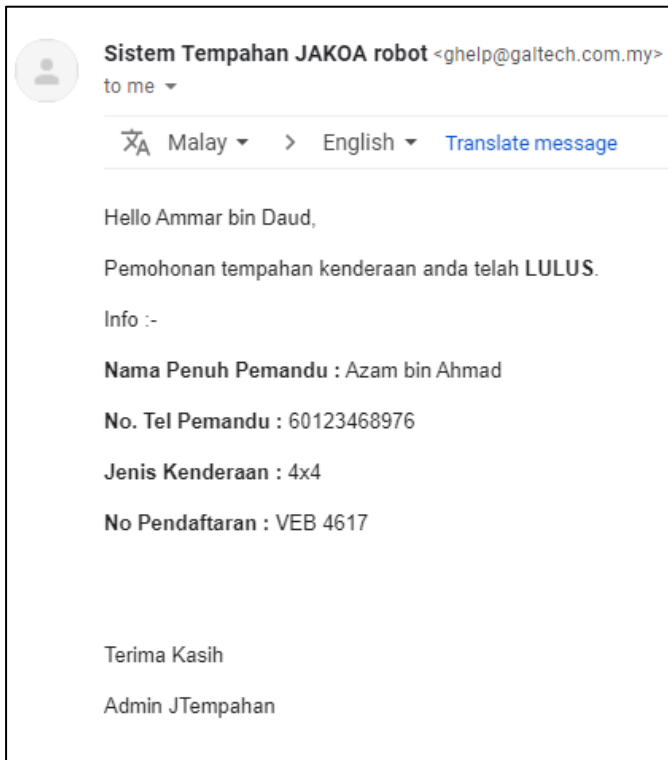 Sistem Tempahan JAKOA robot <ghelp@galtech.com.my>
to me
Malay > English Translate message
Hello Ammar bin Daud,
Pemohonan tempahan kenderaan anda telah LULUS.
Info :-
Nama Penuh Pemandu : Azam bin Ahmad
No. Tel Pemandu : 60123468976
Jenis Kenderaan : 4x4
No Pendaftaran : VEB 4617
Terima Kasih
Admin JTempahan